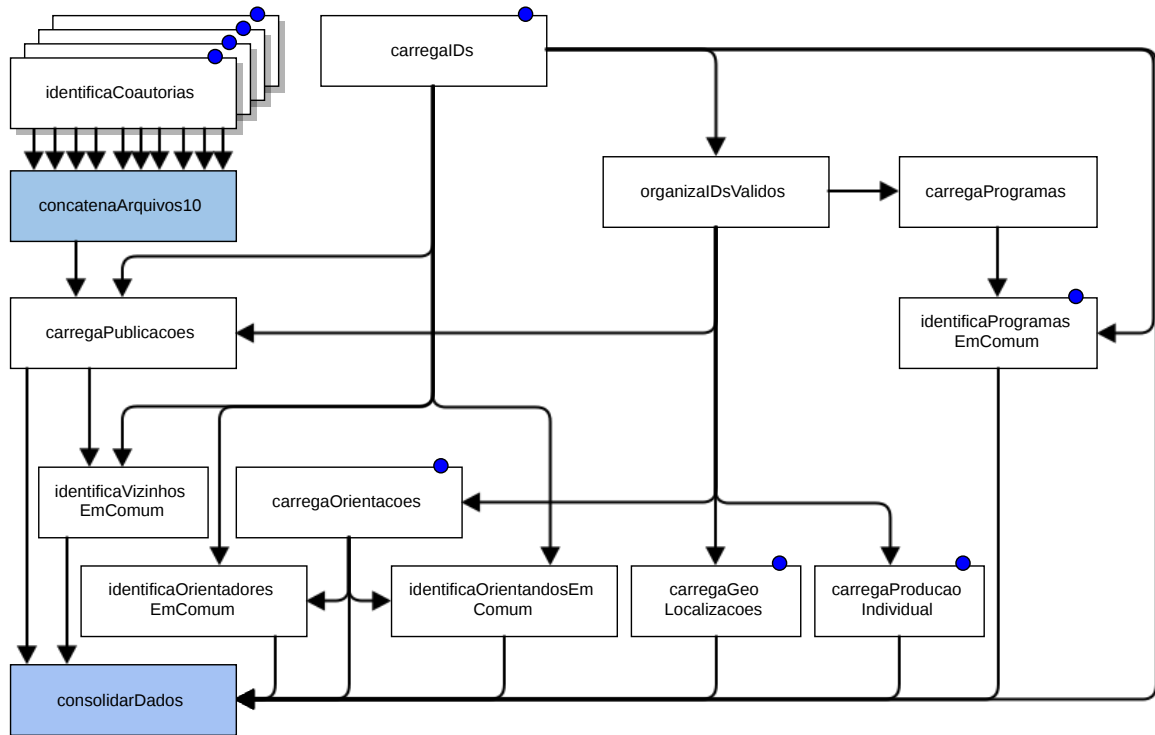 carregaIDs
identificaCoautorias
organizaIDsValidos
carregaProgramas
concatenaArquivos10
carregaPublicacoes
identificaProgramas
EmComum
identificaVizinhos
EmComum
carregaOrientacoes
identificaOrientadores
EmComum
identificaOrientandosEm
Comum
carregaGeo
Localizacoes
carregaProducao
Individual
consolidarDados